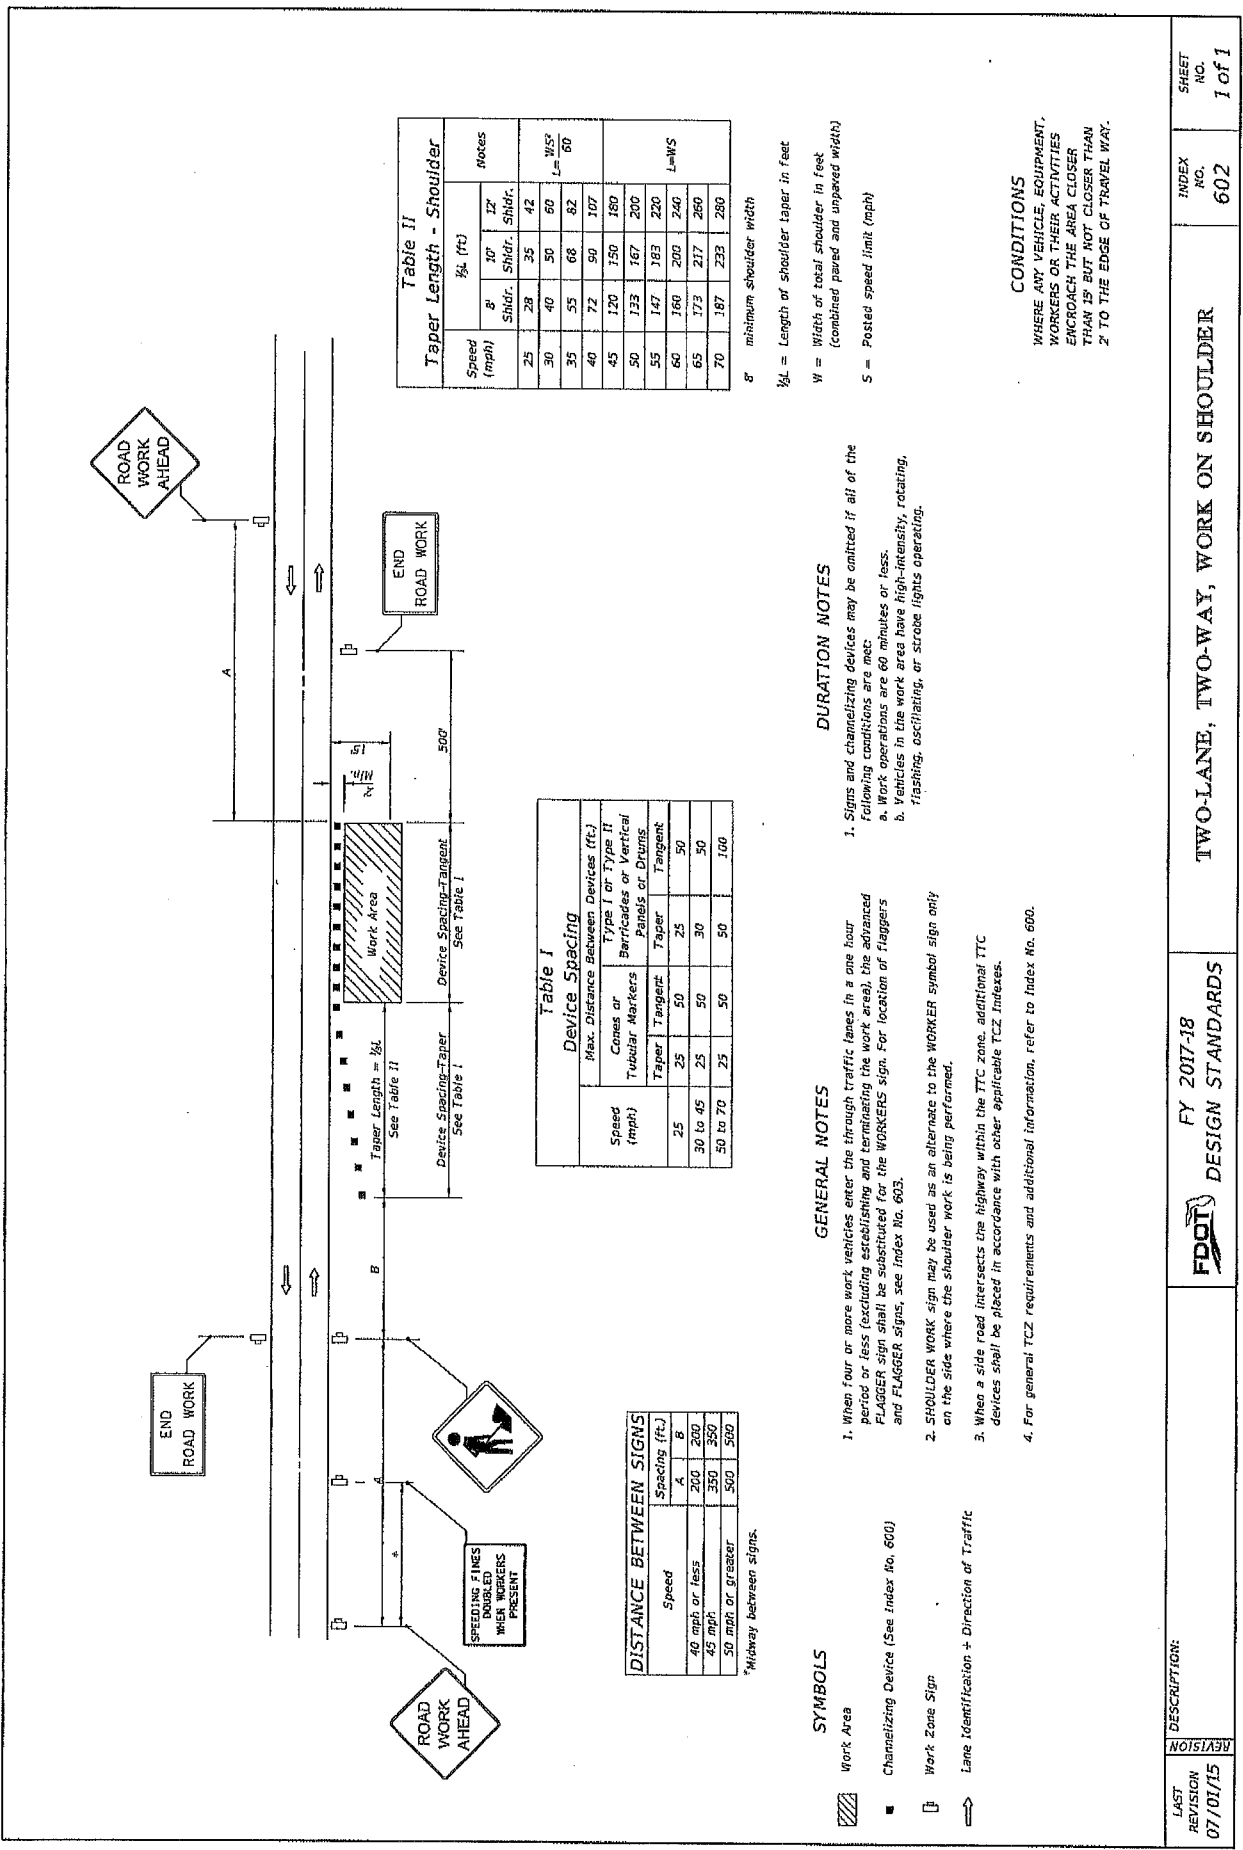 ROAD
WORK
AHEAD
END
ROAD WORK
A
END
ROAD WORK
500'
15'
2'
Min.
Work Area
Device Spacing-Tangent
See Table I
Taper Length = ⅓L
See Table II
Device Spacing-Taper
See Table I
B
A
*
SPEEDING FINES
DOUBLED
WHEN WORKERS
PRESENT
ROAD
WORK
AHEAD
DISTANCE BETWEEN SIGNS
Speed Spacing (ft.)
A B
40 mph or less 200 200
45 mph 350 350
50 mph or greater 500 500
*Midway between signs.
Table I
Device Spacing
Speed (mph) Max. Distance Between Devices (ft.)
Cones or Tubular Markers Type I or Type II Barricades or Vertical Panels or Drums
Taper Tangent Taper Tangent
25 25 50 25 50
30 to 45 25 50 30 50
50 to 70 25 50 50 100
Table II
Taper Length - Shoulder
Speed (mph) ⅓L (ft) Notes
8' Shldr. 10' Shldr. 12' Shldr.
25 28 35 42 L= WS²/60
30 40 50 60
35 55 68 82
40 72 90 107
45 120 150 180 L=WS
50 133 167 200
55 147 183 220
60 160 200 240
65 173 217 260
70 187 233 280
8' minimum shoulder width
⅓L = Length of shoulder taper in feet
W = Width of total shoulder in feet
(combined paved and unpaved width)
S = Posted speed limit (mph)
SYMBOLS
Work Area
Channelizing Device (See Index No. 600)
Work Zone Sign
Lane Identification + Direction of Traffic
GENERAL NOTES
1. When four or more work vehicles enter the through traffic lanes in a one hour
period or less (excluding establishing and terminating the work area), the advanced
FLAGGER sign shall be substituted for the WORKERS sign. For location of flaggers
and FLAGGER signs, see Index No. 603.
2. SHOULDER WORK sign may be used as an alternate to the WORKER symbol sign only
on the side where the shoulder work is being performed.
3. When a side road intersects the highway within the TTC zone, additional TTC
devices shall be placed in accordance with other applicable TCZ Indexes.
4. For general TCZ requirements and additional information, refer to Index No. 600.
DURATION NOTES
1. Signs and channelizing devices may be omitted if all of the
following conditions are met:
a. Work operations are 60 minutes or less.
b. Vehicles in the work area have high-intensity, rotating,
flashing, oscillating, or strobe lights operating.
CONDITIONS
WHERE ANY VEHICLE, EQUIPMENT,
WORKERS OR THEIR ACTIVITIES
ENCROACH THE AREA CLOSER
THAN 15' BUT NOT CLOSER THAN
2' TO THE EDGE OF TRAVEL WAY.
LAST
REVISION
07/01/15
REVISION
DESCRIPTION:
FDOT
FY 2017-18
DESIGN STANDARDS
TWO-LANE, TWO-WAY, WORK ON SHOULDER
INDEX
NO.
602
SHEET
NO.
1 of 1